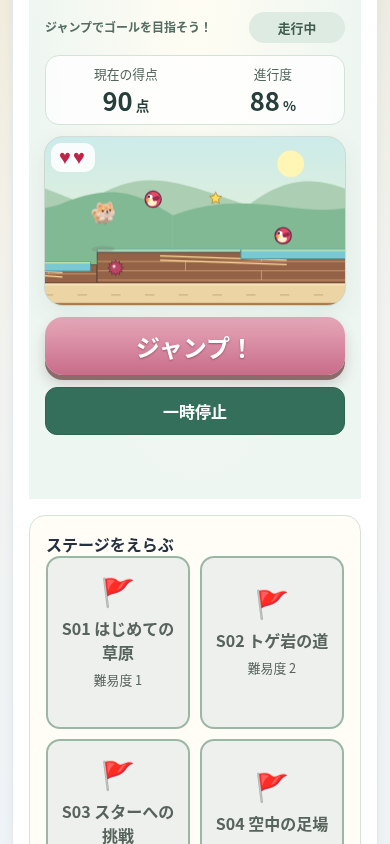 ジャンプでゴールを目指そう！
走行中
現在の得点
進行度
90 点
88 %
ジャンプ！
一時停止
ステージをえらぶ
S01 はじめての
草原
難易度 1
S02 トゲ岩の道
難易度 2
S03 スターへの
挑戦
S04 空中の足場